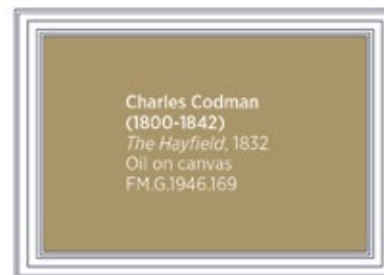 Charles Codman
(1800-1842)
The Hayfield, 1832
Oil on canvas
FM.G.1946.169